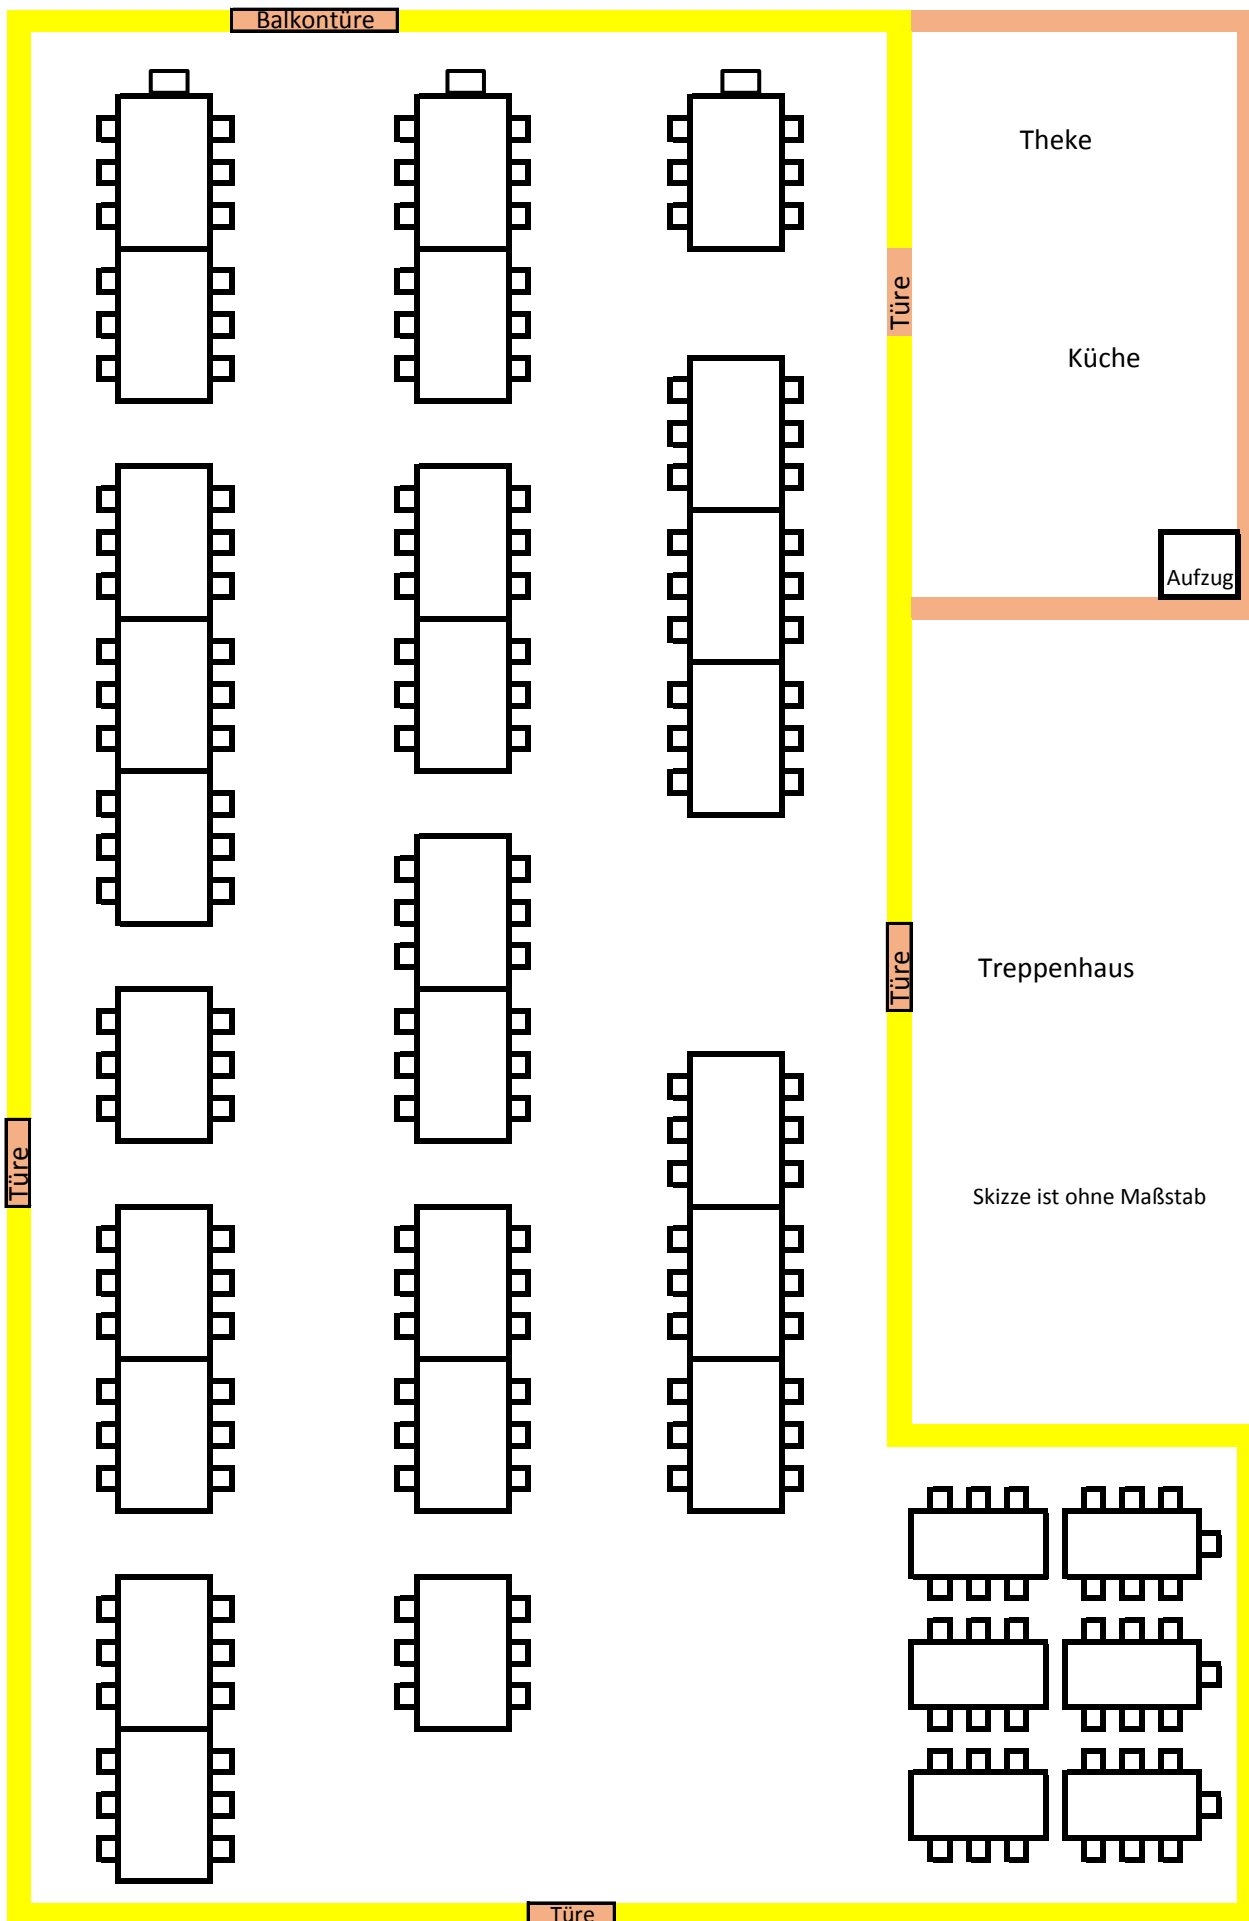 Balkontüre
Theke
Türe
Küche
Aufzug
Türe
Treppenhaus
Türe
Skizze ist ohne Maßstab
Türe